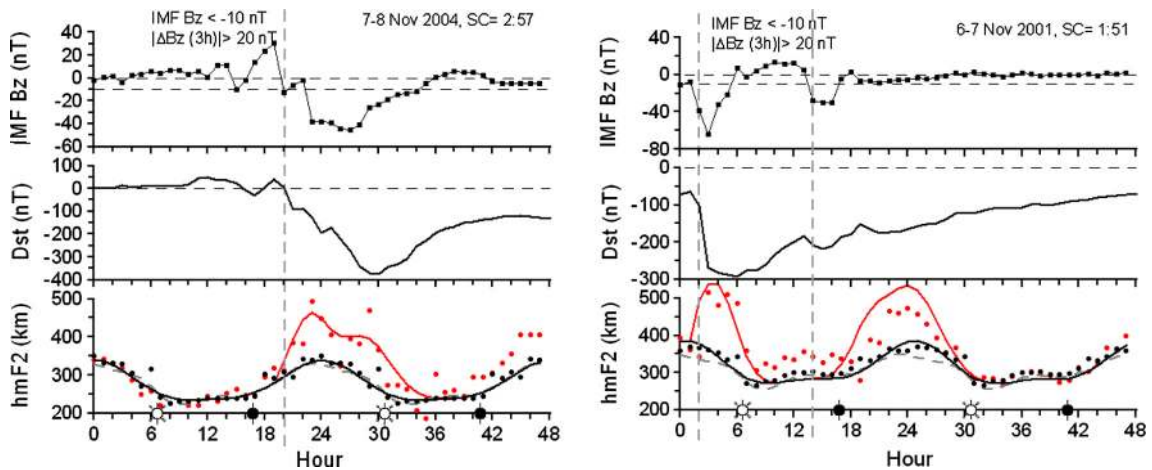 IMF Bz < -10 nT
|ΔBz (3h)|> 20 nT
7-8 Nov 2004, SC= 2:57
IMF Bz (nT)
40
20
0
-20
-40
-60
Dst (nT)
100
0
-100
-200
-300
-400
hmF2 (km)
500
400
300
200
0 6 12 18 24 30 36 42 48
Hour
IMF Bz < -10 nT
|ΔBz (3h)|> 20 nT
6-7 Nov 2001, SC= 1:51
IMF Bz (nT)
40
0
-40
-80
Dst (nT)
0
-100
-200
-300
hmF2 (km)
500
400
300
200
0 6 12 18 24 30 36 42 48
Hour